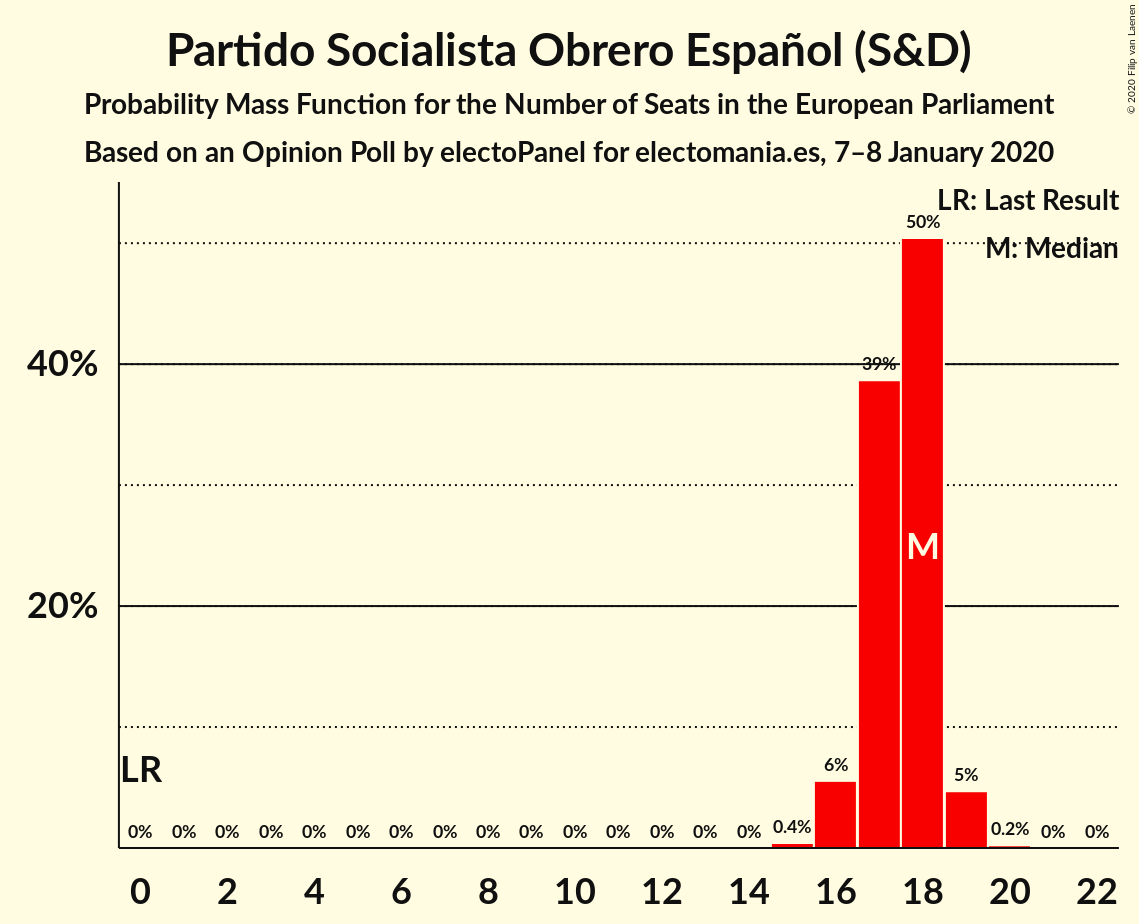 Partido Socialista Obrero Español (S&D)
Probability Mass Function for the Number of Seats in the European Parliament
Based on an Opinion Poll by electoPanel for electomania.es, 7–8 January 2020
© 2020 Filip van Laenen
LR: Last Result
M: Median
50%
40%
39%
M
20%
LR
6%
5%
0% 0% 0% 0% 0% 0% 0% 0% 0% 0% 0% 0% 0% 0% 0% 0.4% 0.2% 0% 0%
0 2 4 6 8 10 12 14 16 18 20 22